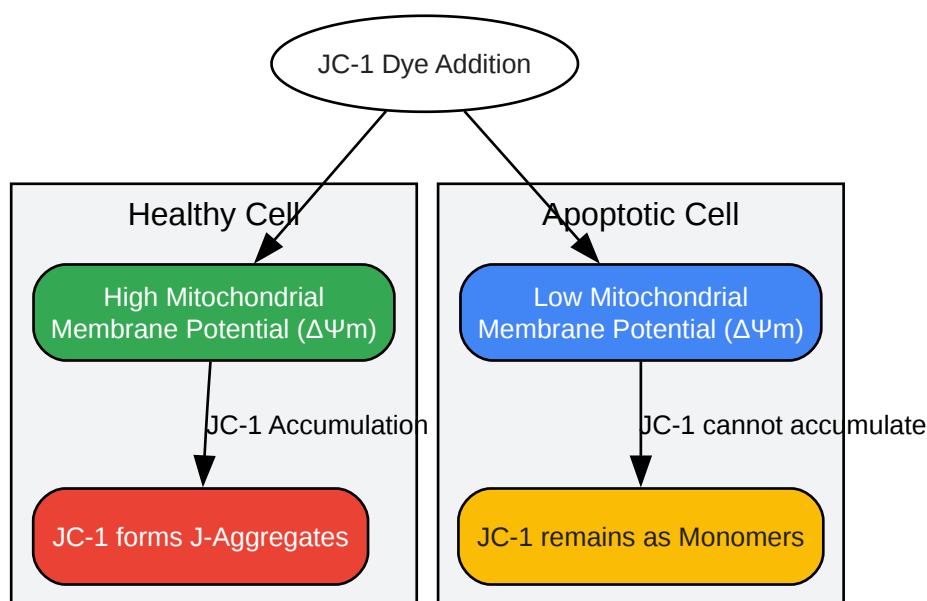 JC-1 Dye Addition
Healthy Cell
High Mitochondrial
Membrane Potential (ΔΨm)
JC-1 Accumulation
JC-1 forms J-Aggregates
Apoptotic Cell
Low Mitochondrial
Membrane Potential (ΔΨm)
JC-1 cannot accumulate
JC-1 remains as Monomers